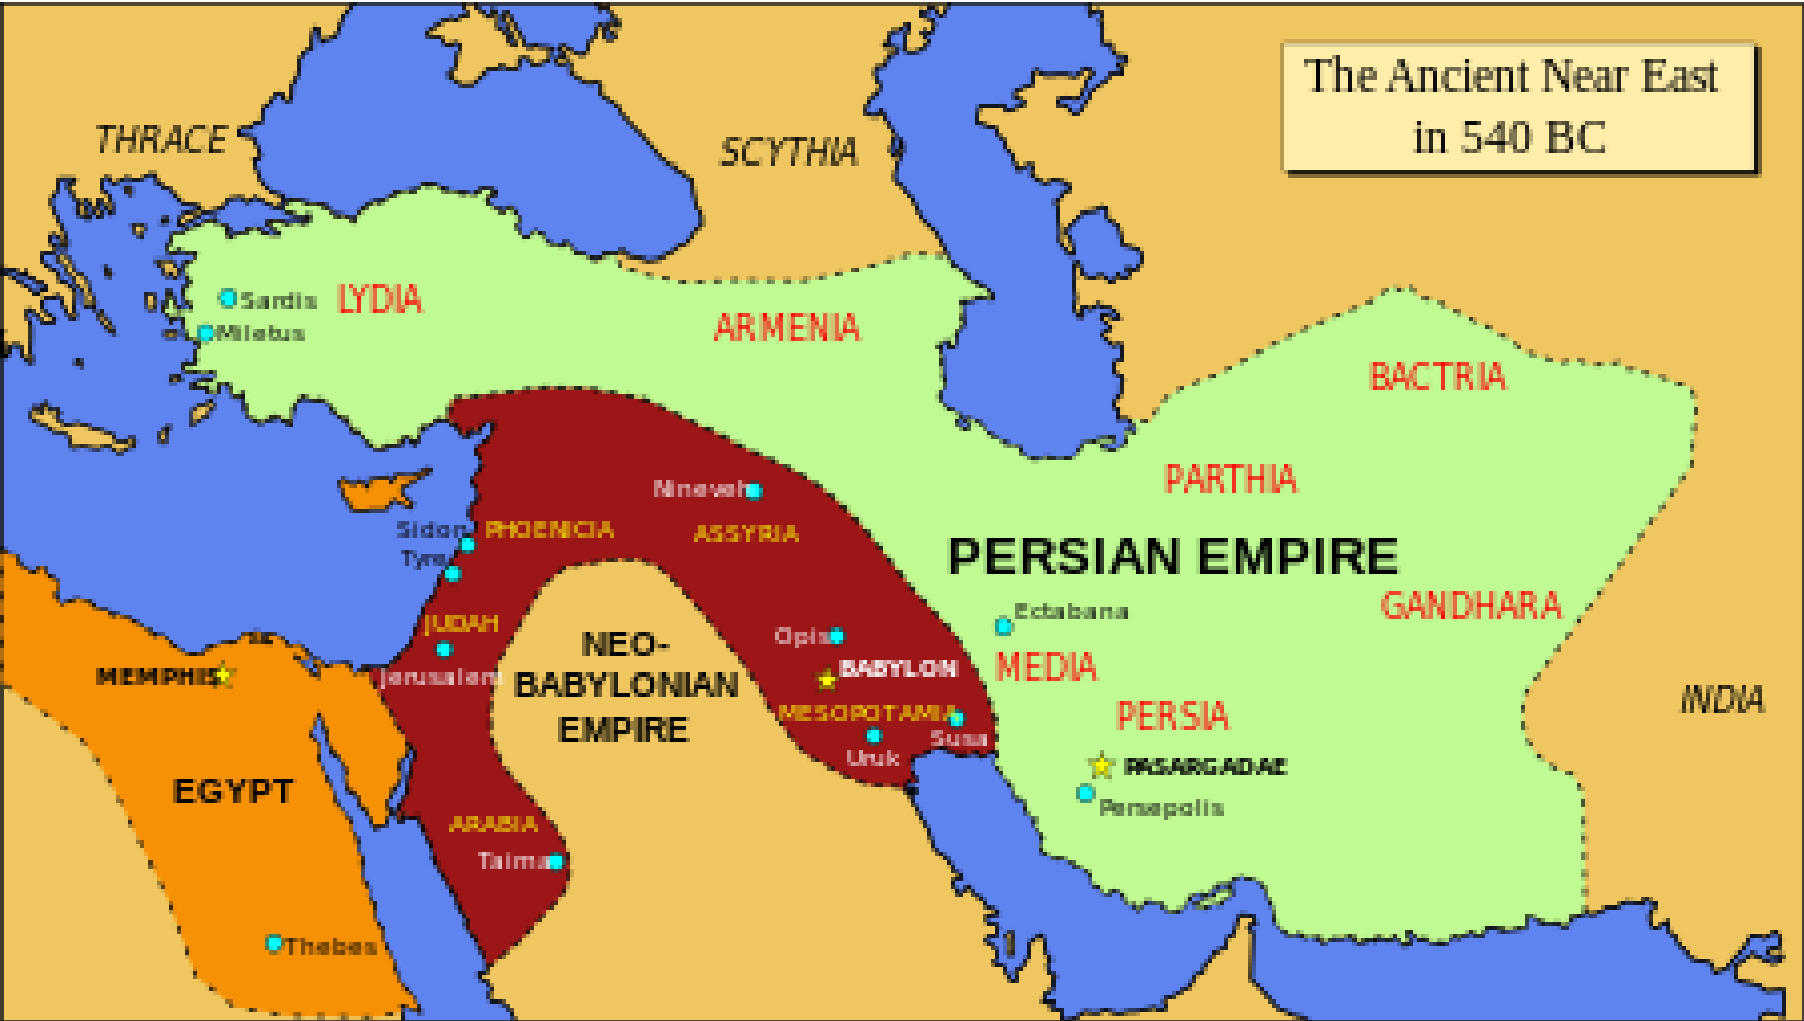 The Ancient Near East
in 540 BC
THRACE
SCYTHIA
Sardis
LYDIA
Miletus
ARMENIA
BACTRIA
PARTHIA
Nineveh
Sidon
PHOENICIA
ASSYRIA
Tyre
PERSIAN EMPIRE
GANDHARA
Ectabana
JUDAH
Opis
NEO-
BABYLONIAN
EMPIRE
BABYLON
MEDIA
MEMPHIS
Jerusalem
INDIA
MESOPOTAMIA
PERSIA
Susa
Uruk
PASARGADAE
EGYPT
Persepolis
ARABIA
Taima
Thebes